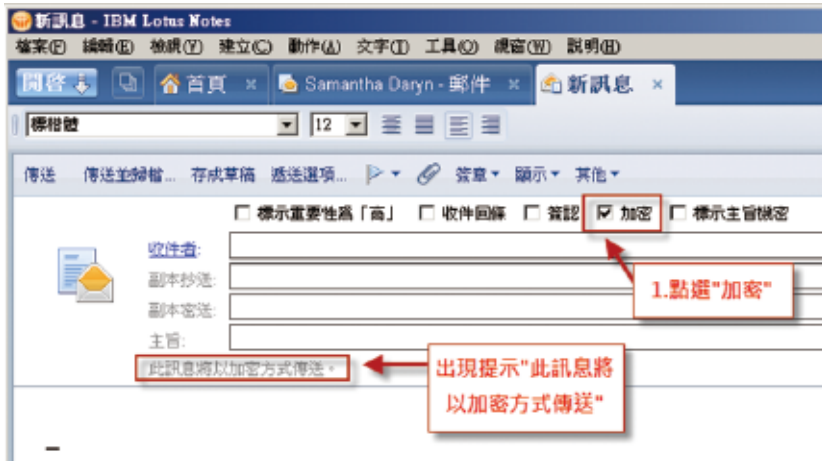 新訊息 - IBM Lotus Notes
檔案(F) 編輯(E) 檢視(V) 建立(C) 動作(A) 文字(T) 工具(O) 視窗(W) 說明(H)
開啓 首頁 × Samantha Daryn - 郵件 × 新訊息 ×
標楷體 12
傳送 傳送並歸檔... 存成草稿 遞送選項... 簽章 顯示 其他
標示重要性為「高」 收件回條 簽認 加密 標示主旨機密
收件者:
1.點選"加密"
副本抄送:
副本密送:
主旨:
此訊息將以加密方式傳送。
出現提示"此訊息將
以加密方式傳送"